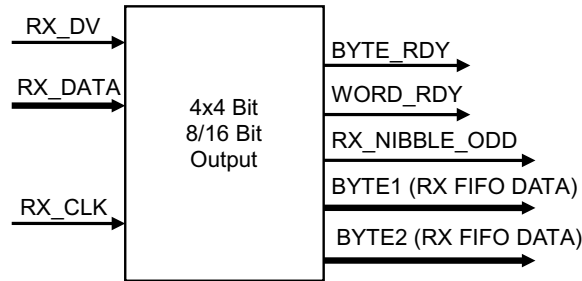 RX_DV
RX_DATA
RX_CLK
4x4 Bit
8/16 Bit
Output
BYTE_RDY
WORD_RDY
RX_NIBBLE_ODD
BYTE1 (RX FIFO DATA)
BYTE2 (RX FIFO DATA)